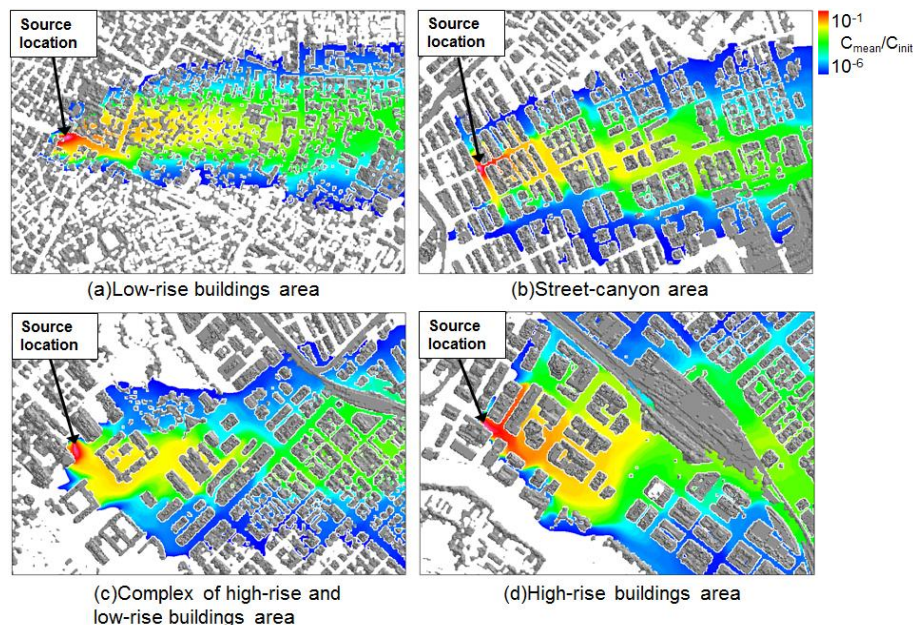 Source
location
Source
location
10-1
Cmean/Cinit
10-6
(a)Low-rise buildings area
(b)Street-canyon area
Source
location
Source
location
(c)Complex of high-rise and
low-rise buildings area
(d)High-rise buildings area